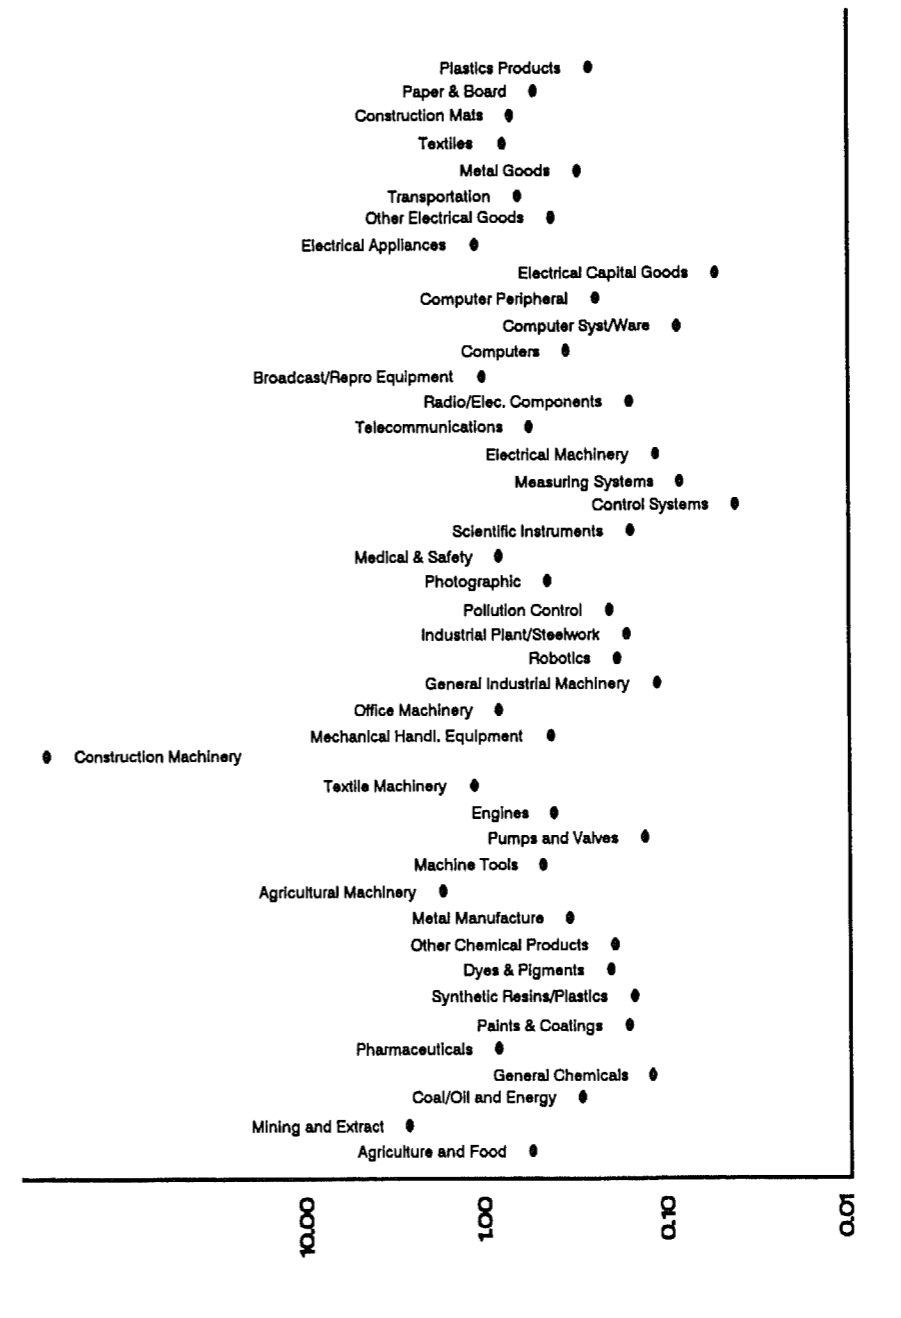 Plastics Products
Paper & Board
Construction Mats
Textiles
Metal Goods
Transportation
Other Electrical Goods
Electrical Appliances
Electrical Capital Goods
Computer Peripheral
Computer Syst/Ware
Computers
Broadcast/Repro Equipment
Radio/Elec. Components
Telecommunications
Electrical Machinery
Measuring Systems
Control Systems
Scientific Instruments
Medical & Safety
Photographic
Pollution Control
Industrial Plant/Steelwork
Robotics
General Industrial Machinery
Office Machinery
Mechanical Handl. Equipment
Construction Machinery
Textile Machinery
Engines
Pumps and Valves
Machine Tools
Agricultural Machinery
Metal Manufacture
Other Chemical Products
Dyes & Pigments
Synthetic Resins/Plastics
Paints & Coatings
Pharmaceuticals
General Chemicals
Coal/Oil and Energy
Mining and Extract
Agriculture and Food
10.00
1.00
0.10
0.01